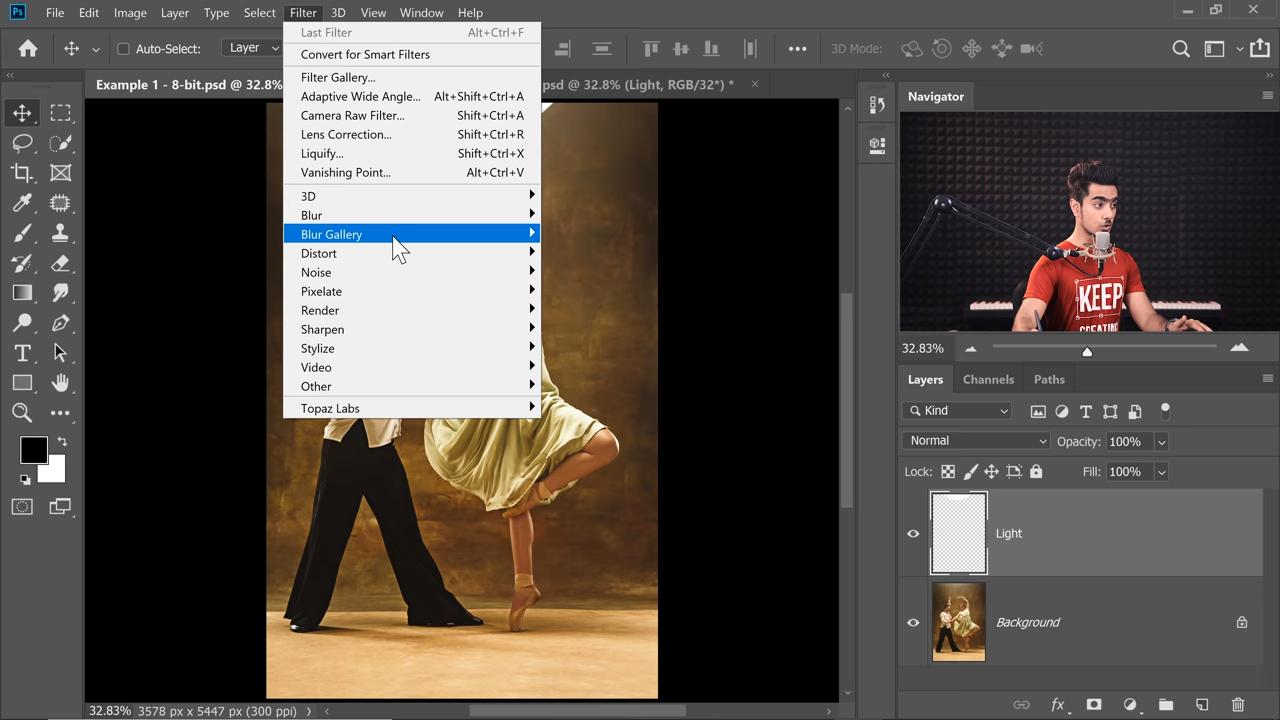 Ps File Edit Image Layer Type Select Filter 3D View Window Help
Auto-Select: Layer 3D Mode:
Example 1 - 8-bit.psd @ 32.8% psd @ 32.8% (Light, RGB/32*) *
Last Filter Alt+Ctrl+F
Convert for Smart Filters
Filter Gallery...
Adaptive Wide Angle... Alt+Shift+Ctrl+A
Camera Raw Filter... Shift+Ctrl+A
Lens Correction... Shift+Ctrl+R
Liquify... Shift+Ctrl+X
Vanishing Point... Alt+Ctrl+V
3D
Blur
Blur Gallery
Distort
Noise
Pixelate
Render
Sharpen
Stylize
Video
Other
Topaz Labs
Navigator
KEEP
CREATING
32.83%
Layers Channels Paths
Kind
Normal Opacity: 100%
Lock: Fill: 100%
Light
Background
32.83% 3578 px x 5447 px (300 ppi)